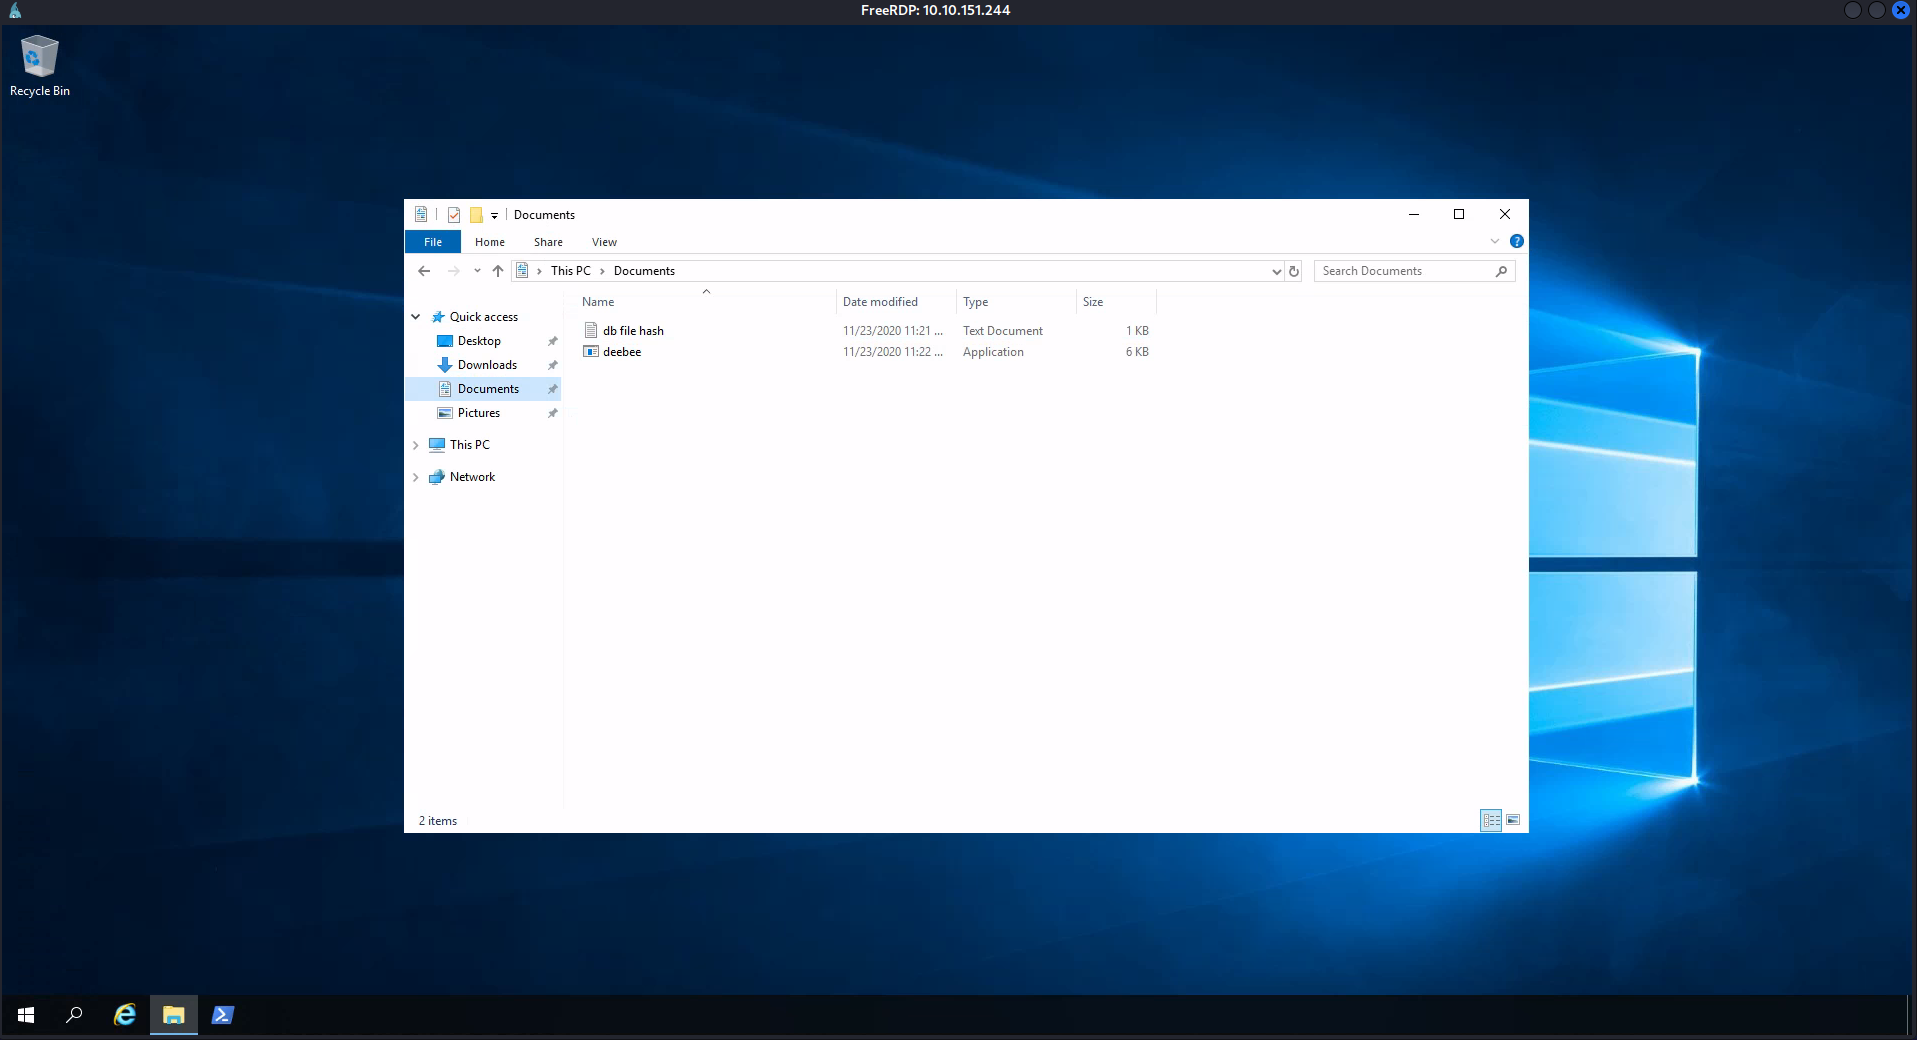 FreeRDP: 10.10.151.244
Recycle Bin
Documents
File Home Share View
This PC Documents
Search Documents
Name Date modified Type Size
Quick access
db file hash 11/23/2020 11:21 ... Text Document 1 KB
Desktop
deebee 11/23/2020 11:22 ... Application 6 KB
Downloads
Documents
Pictures
This PC
Network
2 items